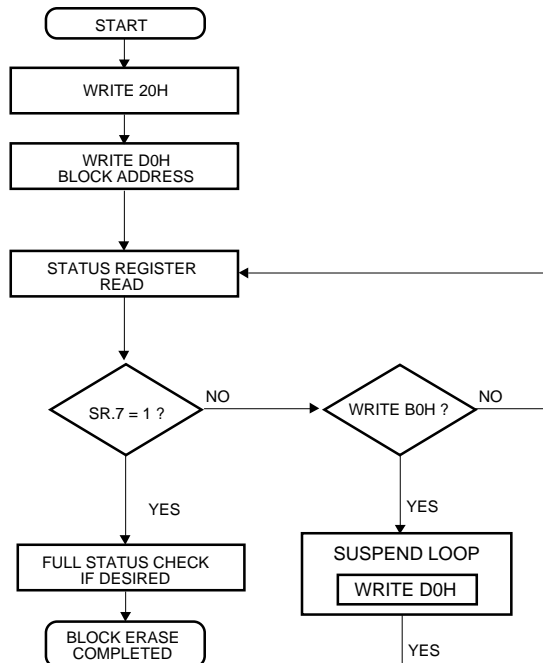 START
WRITE 20H
WRITE D0H
BLOCK ADDRESS
STATUS REGISTER
READ
SR.7 = 1 ?
NO
WRITE B0H ?
NO
YES
YES
FULL STATUS CHECK
IF DESIRED
SUSPEND LOOP
WRITE D0H
BLOCK ERASE
COMPLETED
YES